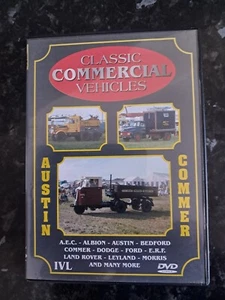 CLASSIC
COMMERCIAL
VEHICLES
AUSTIN
COMMER
A.E.C. - ALBION - AUSTIN - BEDFORD
COMMER - DODGE - FORD - E.R.F.
LAND ROVER - LEYLAND - MORRIS
AND MANY MORE
IVL
DVD